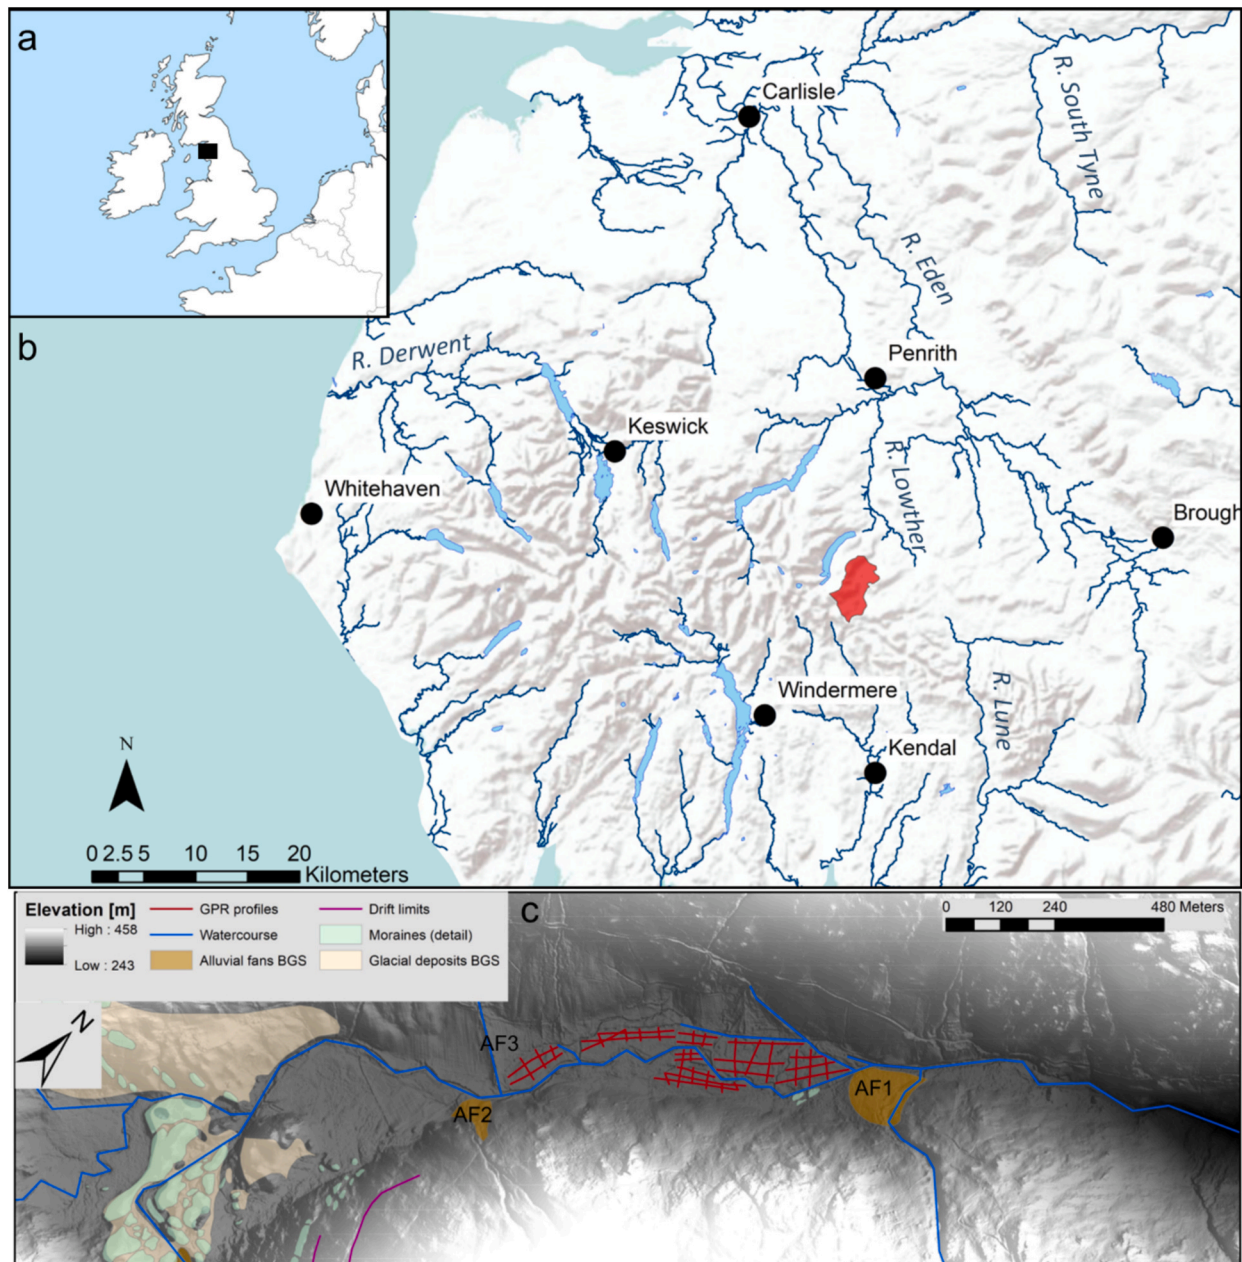 a
b
Carlisle
R. South Tyne
R. Eden
Penrith
R. Derwent
Keswick
R. Lowther
Whitehaven
Brough
Windermere
R. Lune
Kendal
N
0 2.5 5 10 15 20
Kilometers
c
Elevation [m]
High : 458
Low : 243
GPR profiles
Watercourse
Alluvial fans BGS
Drift limits
Moraines (detail)
Glacial deposits BGS
0 120 240 480 Meters
N
AF3
AF2
AF1